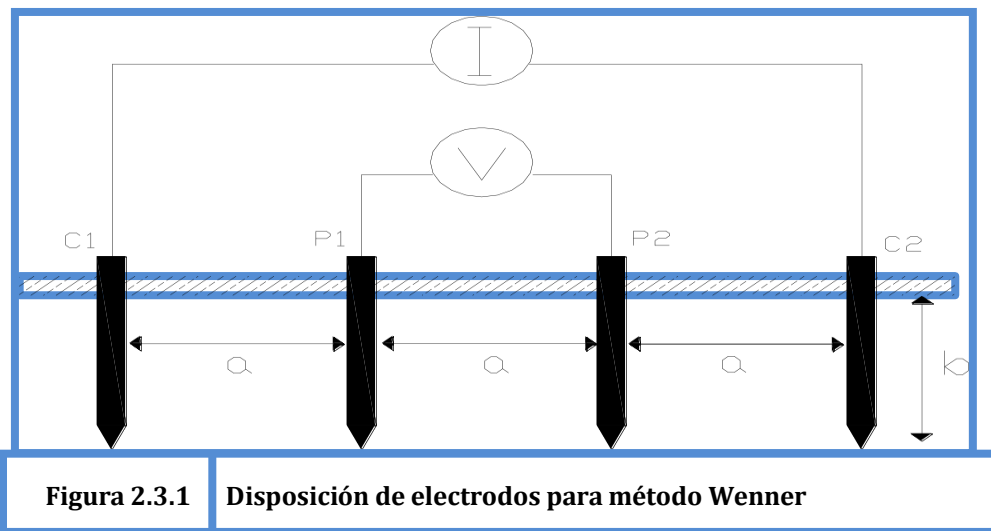 I
V
C1
P1
P2
C2
a
a
a
b
Figura 2.3.1
Disposición de electrodos para método Wenner